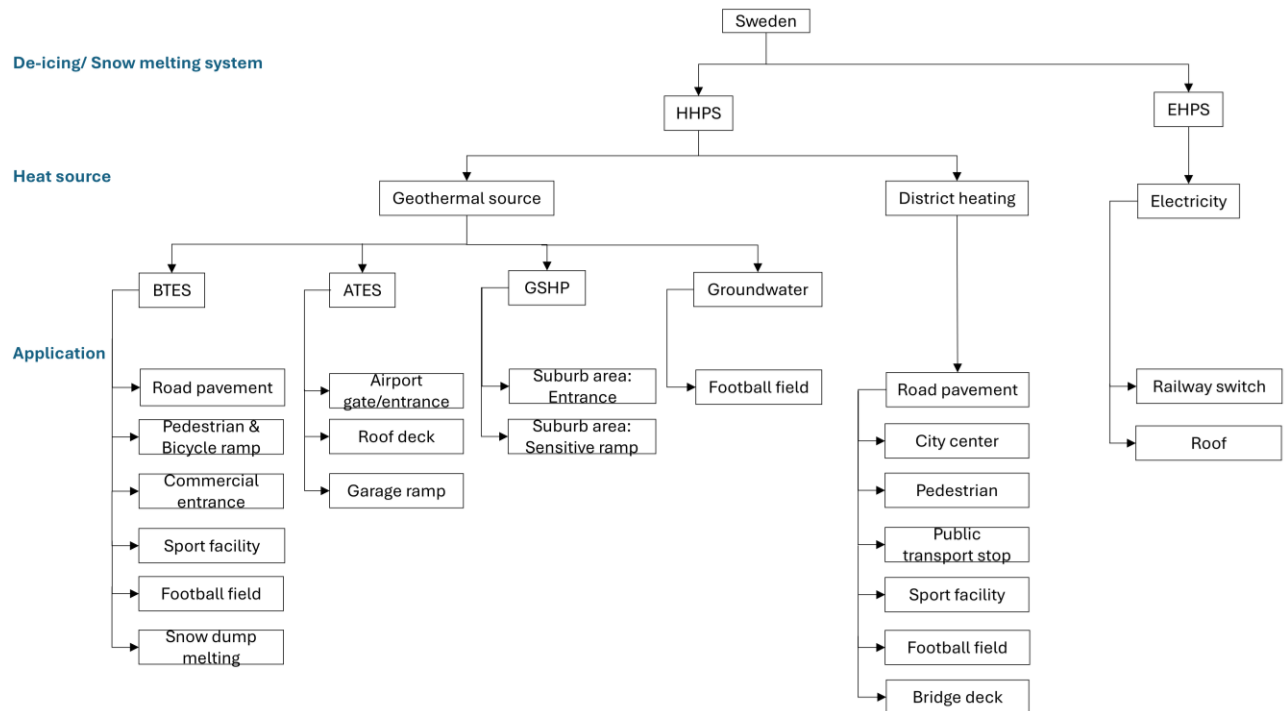 Sweden
De-icing/ Snow melting system
HHPS
EHPS
Heat source
Geothermal source
District heating
Electricity
BTES
ATES
GSHP
Groundwater
Application
Road pavement
Pedestrian &
Bicycle ramp
Commercial
entrance
Sport facility
Football field
Snow dump
melting
Airport
gate/entrance
Roof deck
Garage ramp
Suburb area:
Entrance
Suburb area:
Sensitive ramp
Football field
Road pavement
City center
Pedestrian
Public
transport stop
Sport facility
Football field
Bridge deck
Railway switch
Roof